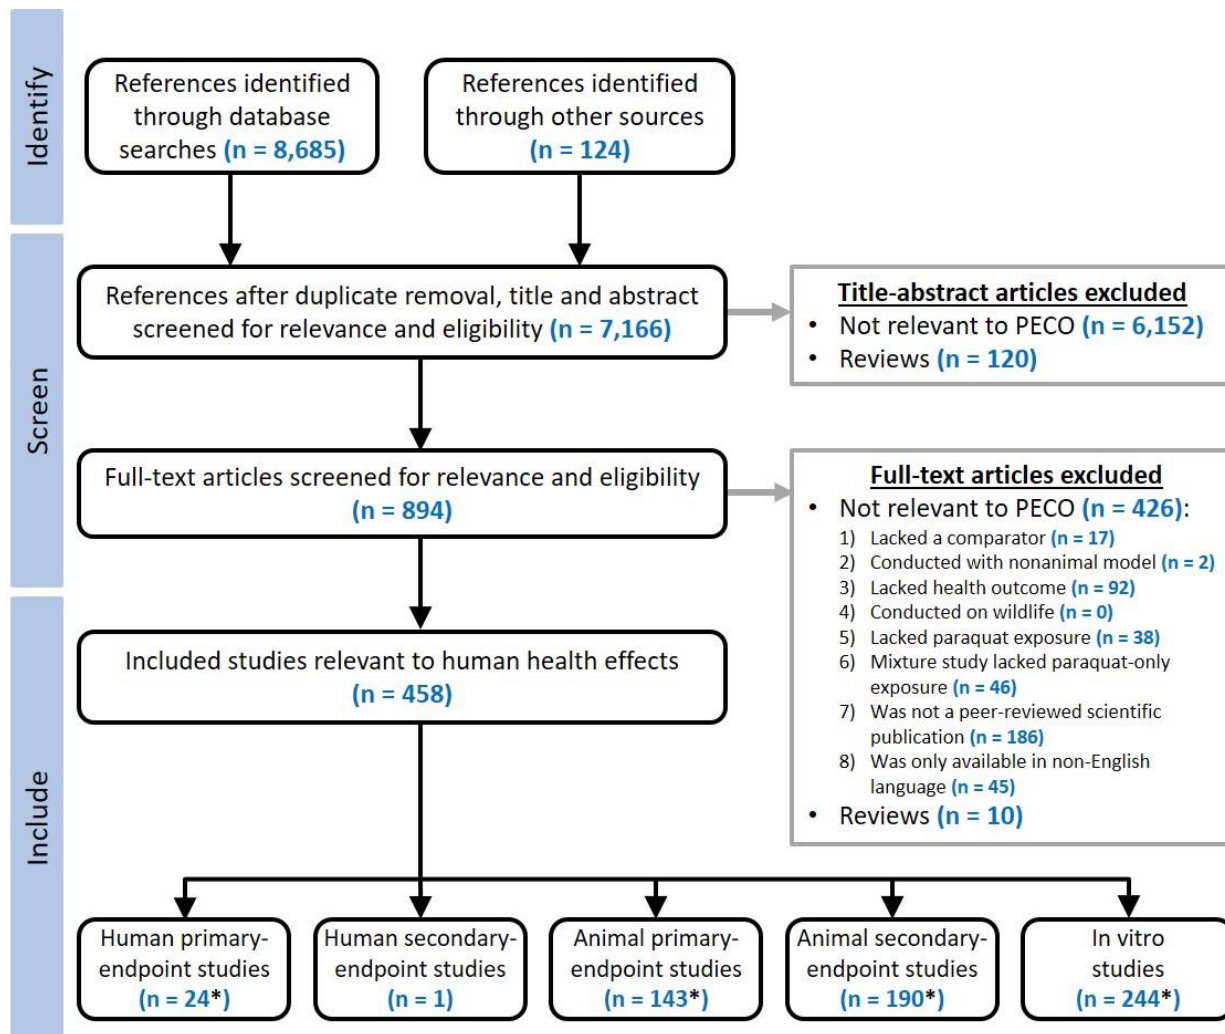 Identify
References identified
through database
searches (n = 8,685)
References identified
through other sources
(n = 124)
Screen
References after duplicate removal, title and abstract
screened for relevance and eligibility (n = 7,166)
Title-abstract articles excluded
• Not relevant to PECO (n = 6,152)
• Reviews (n = 120)
Full-text articles screened for relevance and eligibility
(n = 894)
Full-text articles excluded
• Not relevant to PECO (n = 426):
1) Lacked a comparator (n = 17)
2) Conducted with nonanimal model (n = 2)
3) Lacked health outcome (n = 92)
4) Conducted on wildlife (n = 0)
5) Lacked paraquat exposure (n = 38)
6) Mixture study lacked paraquat-only
exposure (n = 46)
7) Was not a peer-reviewed scientific
publication (n = 186)
8) Was only available in non-English
language (n = 45)
• Reviews (n = 10)
Include
Included studies relevant to human health effects
(n = 458)
Human primary-
endpoint studies
(n = 24*)
Human secondary-
endpoint studies
(n = 1)
Animal primary-
endpoint studies
(n = 143*)
Animal secondary-
endpoint studies
(n = 190*)
In vitro
studies
(n = 244*)